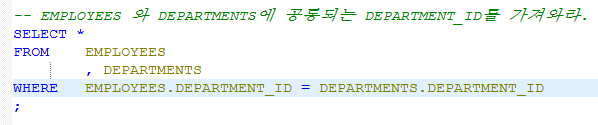 -- EMPLOYEES 와 DEPARTMENTS에 공통되는 DEPARTMENT_ID를 가져와라.
SELECT *
FROM EMPLOYEES
, DEPARTMENTS
WHERE EMPLOYEES.DEPARTMENT_ID = DEPARTMENTS.DEPARTMENT_ID
;